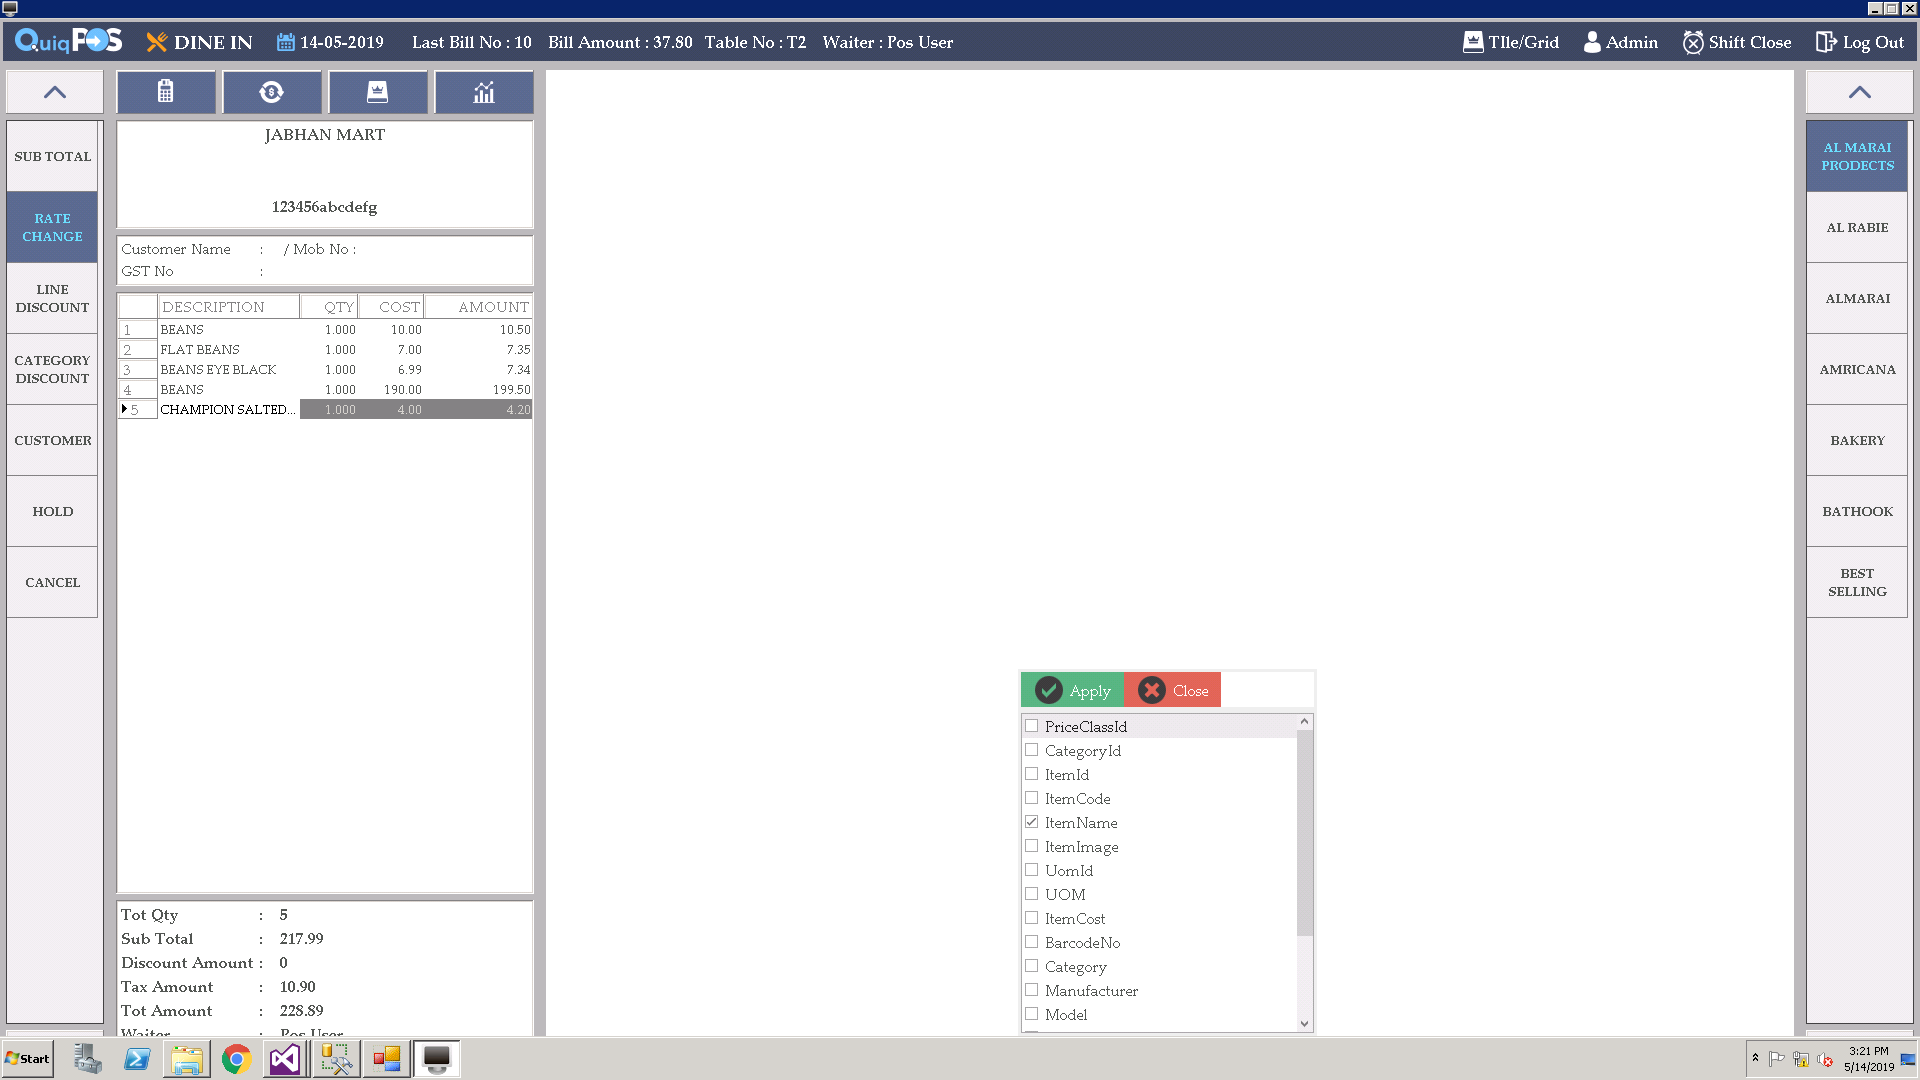 QuiqPOS DINE IN 14-05-2019 Last Bill No : 10 Bill Amount : 37.80 Table No : T2 Waiter : Pos User TIle/Grid Admin Shift Close Log Out
SUB TOTAL
RATE
CHANGE
LINE
DISCOUNT
CATEGORY
DISCOUNT
CUSTOMER
HOLD
CANCEL
JABHAN MART
123456abcdefg
Customer Name : / Mob No :
GST No :
DESCRIPTION QTY COST AMOUNT
1 BEANS 1.000 10.00 10.50
2 FLAT BEANS 1.000 7.00 7.35
3 BEANS EYE BLACK 1.000 6.99 7.34
4 BEANS 1.000 190.00 199.50
5 CHAMPION SALTED... 1.000 4.00 4.20
Tot Qty : 5
Sub Total : 217.99
Discount Amount : 0
Tax Amount : 10.90
Tot Amount : 228.89
Waiter : Pos User
Apply Close
PriceClassId
CategoryId
ItemId
ItemCode
ItemName
ItemImage
UomId
UOM
ItemCost
BarcodeNo
Category
Manufacturer
Model
AL MARAI
PRODECTS
AL RABIE
ALMARAI
AMRICANA
BAKERY
BATHOOK
BEST
SELLING
Start
3:21 PM
5/14/2019